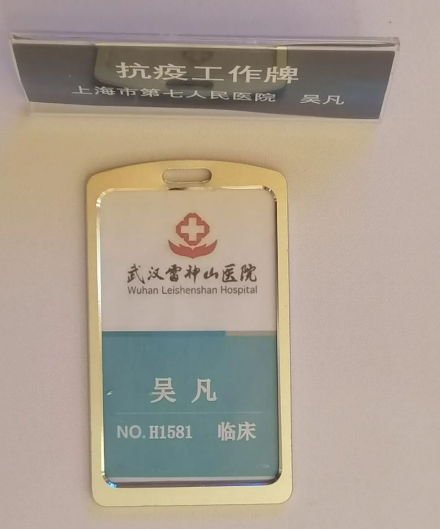 抗疫工作牌
上海市第七人民医院 吴凡
武汉雷神山医院
Wuhan Leishenshan Hospital
吴凡
NO.H1581 临床